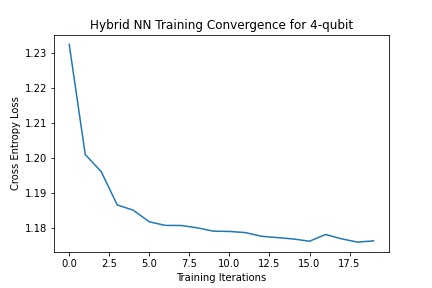 Hybrid NN Training Convergence for 4-qubit
Cross Entropy Loss
1.23
1.22
1.21
1.20
1.19
1.18
0.0 2.5 5.0 7.5 10.0 12.5 15.0 17.5
Training Iterations